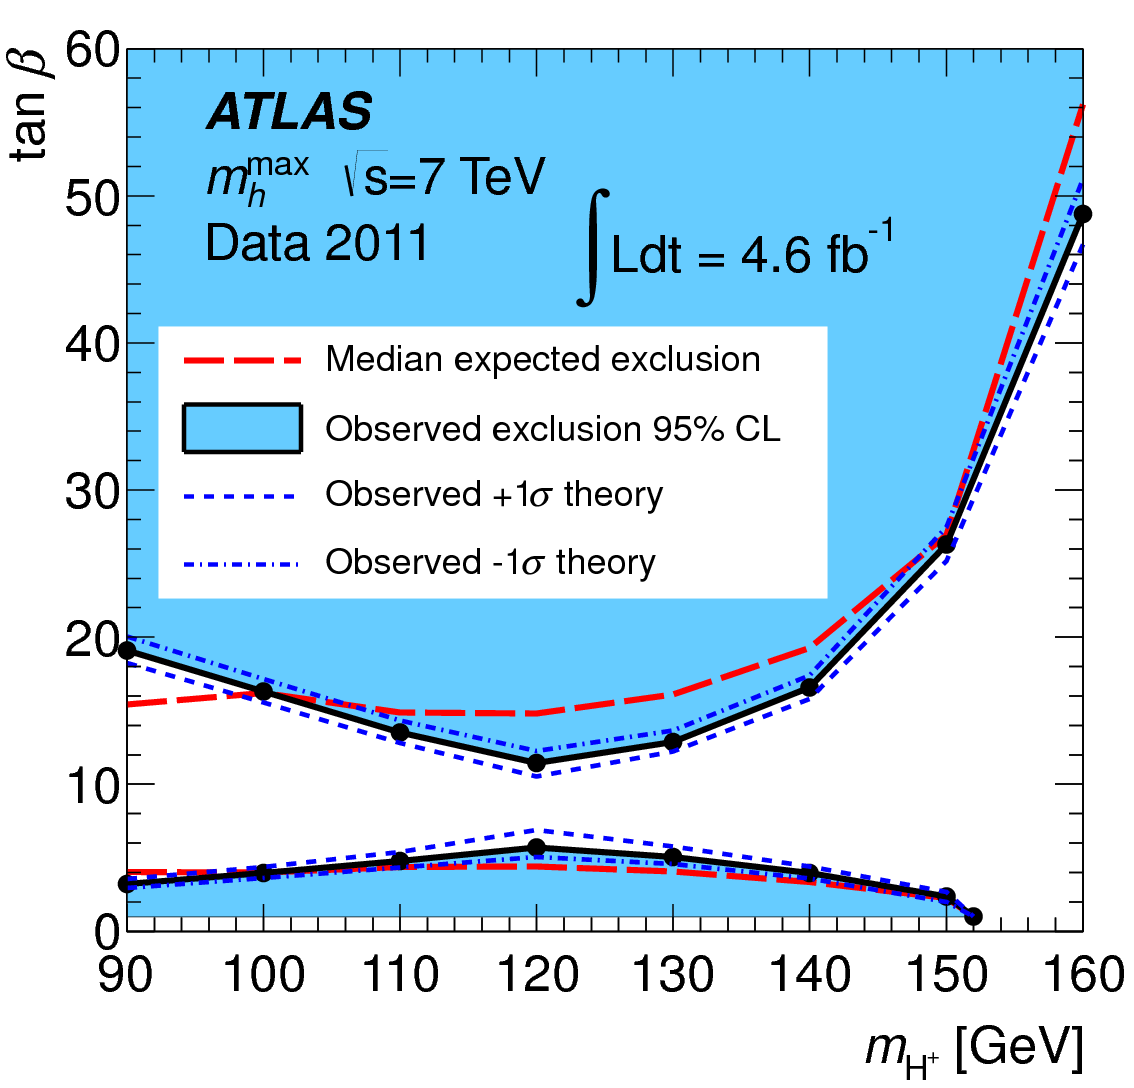 60
50
40
30
20
10
0
tan β
ATLAS
m_h^max √s=7 TeV
Data 2011
∫Ldt = 4.6 fb⁻¹
Median expected exclusion
Observed exclusion 95% CL
Observed +1σ theory
Observed -1σ theory
90 100 110 120 130 140 150 160
m_H⁺ [GeV]